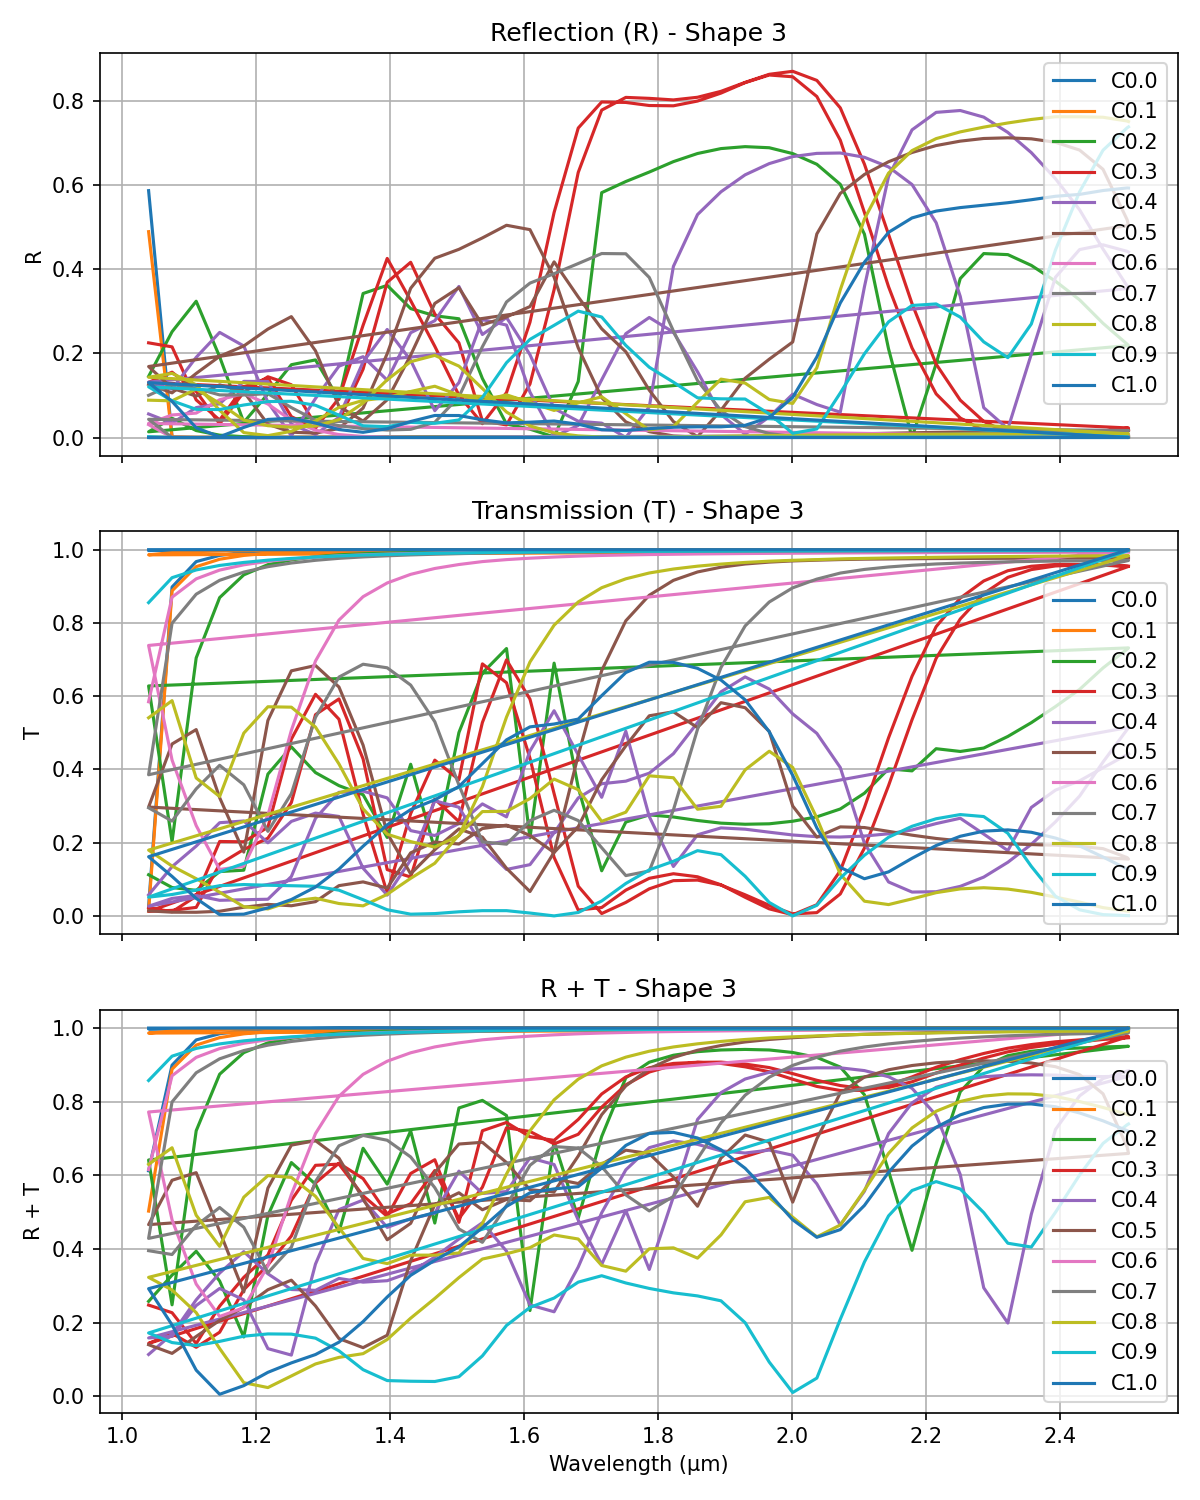 Reflection (R) - Shape 3
0.8
0.6
0.4
0.2
0.0
R
C0.0
C0.1
C0.2
C0.3
C0.4
C0.5
C0.6
C0.7
C0.8
C0.9
C1.0
Transmission (T) - Shape 3
1.0
0.8
0.6
0.4
0.2
0.0
T
C0.0
C0.1
C0.2
C0.3
C0.4
C0.5
C0.6
C0.7
C0.8
C0.9
C1.0
R + T - Shape 3
1.0
0.8
0.6
0.4
0.2
0.0
R + T
C0.0
C0.1
C0.2
C0.3
C0.4
C0.5
C0.6
C0.7
C0.8
C0.9
C1.0
1.0 1.2 1.4 1.6 1.8 2.0 2.2 2.4
Wavelength (μm)